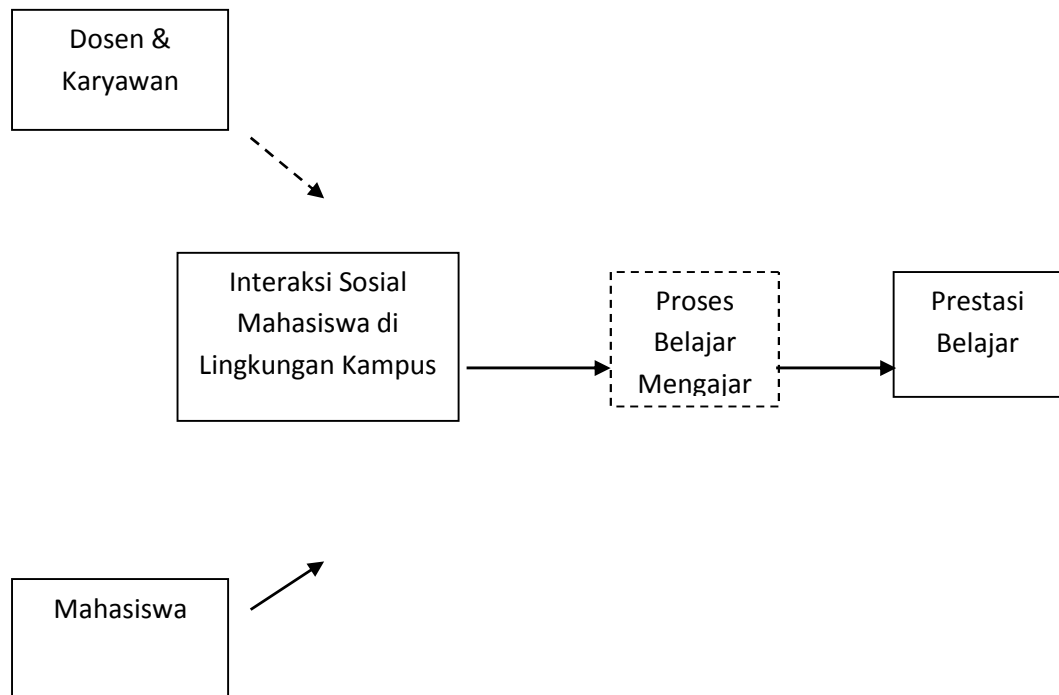 Dosen &
Karyawan
Interaksi Sosial
Mahasiswa di
Lingkungan Kampus
Proses
Belajar
Mengajar
Prestasi
Belajar
Mahasiswa